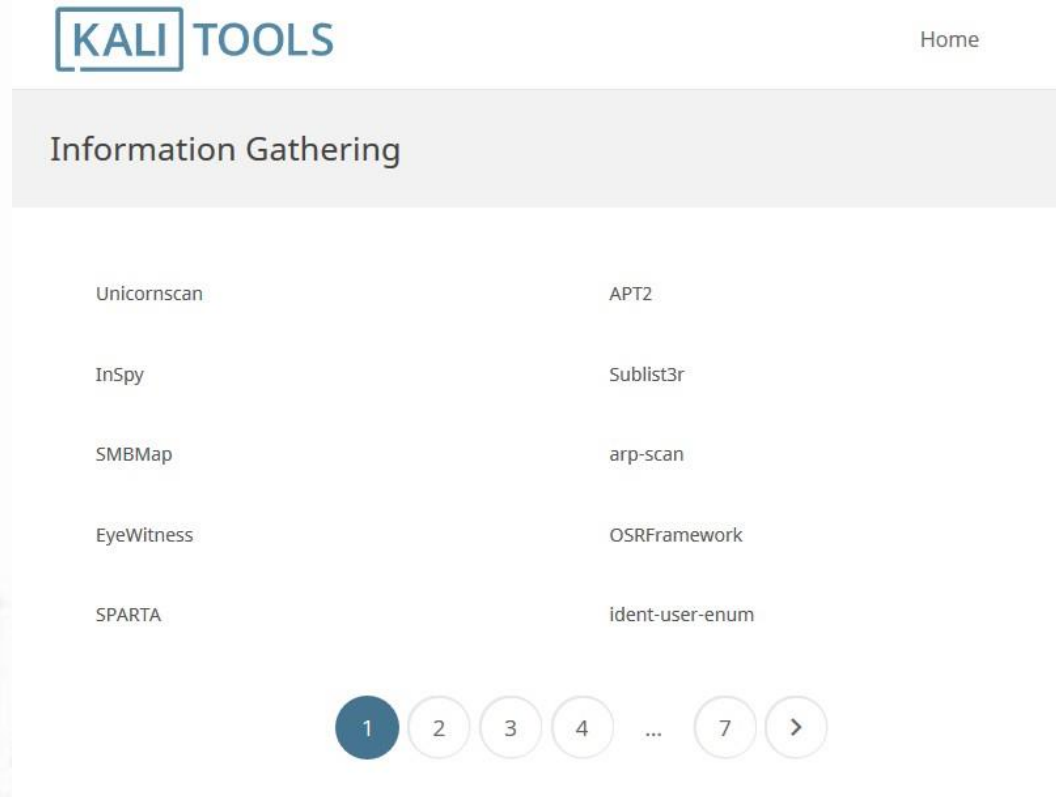 KALI TOOLS Home
Information Gathering
Unicornscan APT2
InSpy Sublist3r
SMBMap arp-scan
EyeWitness OSRFramework
SPARTA ident-user-enum
1 2 3 4 ... 7 >